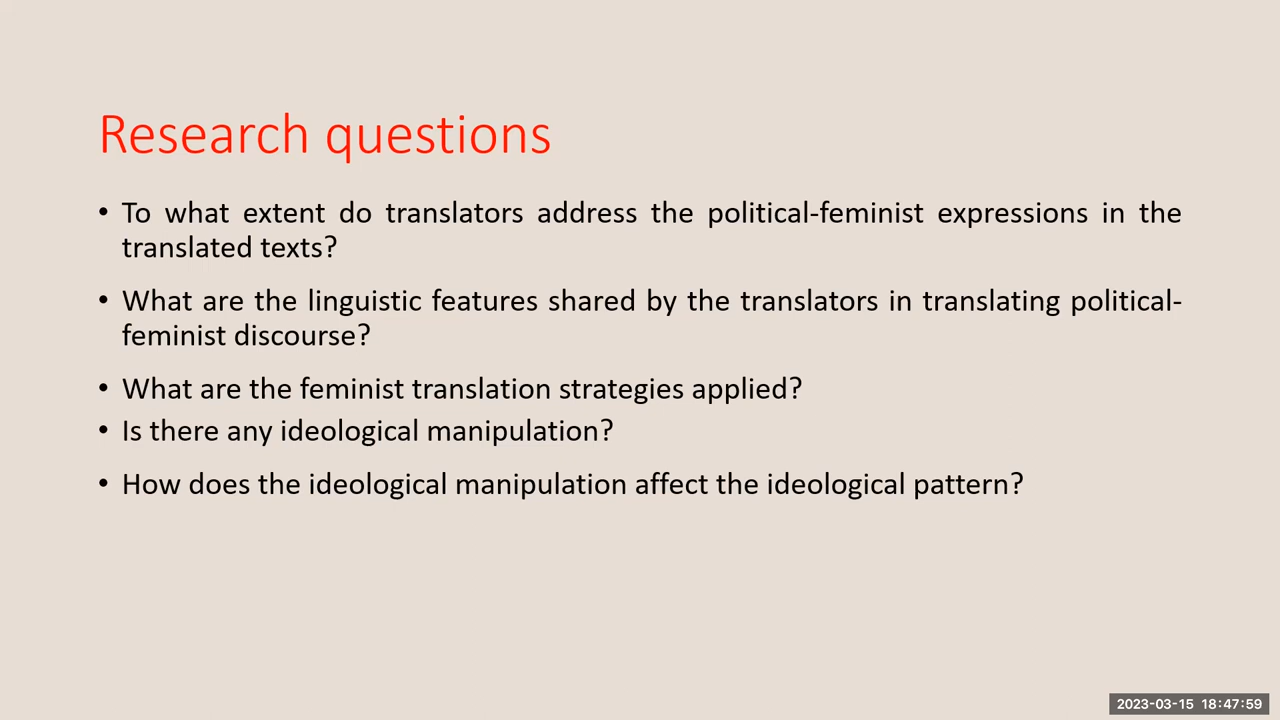 Research questions
• To what extent do translators address the political-feminist expressions in the
translated texts?
• What are the linguistic features shared by the translators in translating political-
feminist discourse?
• What are the feminist translation strategies applied?
• Is there any ideological manipulation?
• How does the ideological manipulation affect the ideological pattern?
2023-03-15 18:47:59